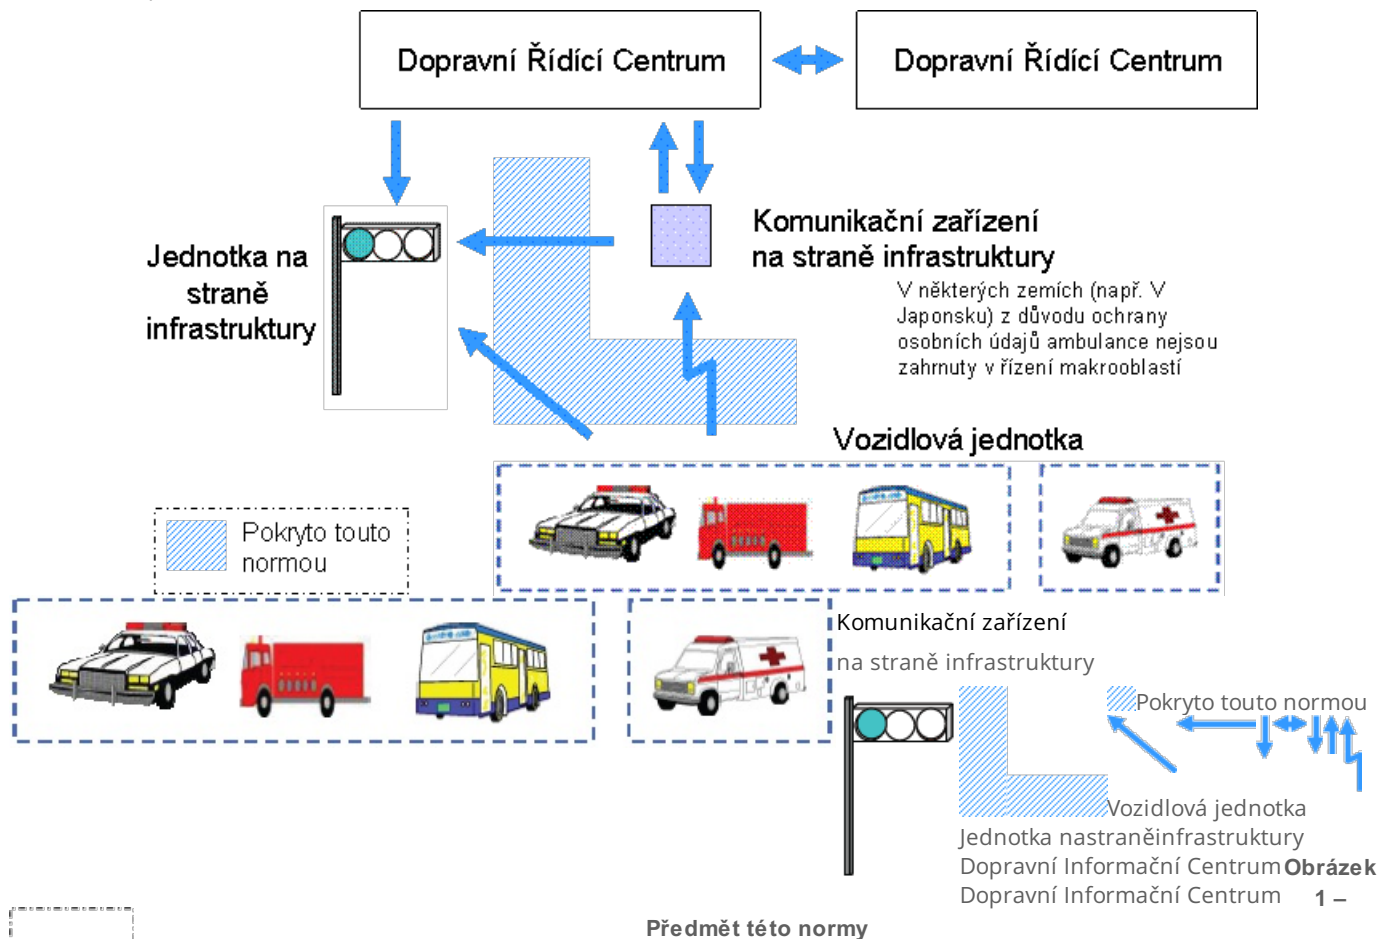 Dopravní Řídící Centrum
Dopravní Řídící Centrum
Jednotka na
straně
infrastruktury
Komunikační zařízení
na straně infrastruktury
V některých zemích (např. V
Japonsku) z důvodu ochrany
osobních údajů ambulance nejsou
zahrnuty v řízení makrooblastí
Vozidlová jednotka
Pokryto touto
normou
Komunikační zařízení
na straně infrastruktury
Pokryto touto normou
Vozidlová jednotka
Jednotka nastraněinfrastruktury
Dopravní Informační Centrum Obrázek
Dopravní Informační Centrum 1 –
Předmět této normy